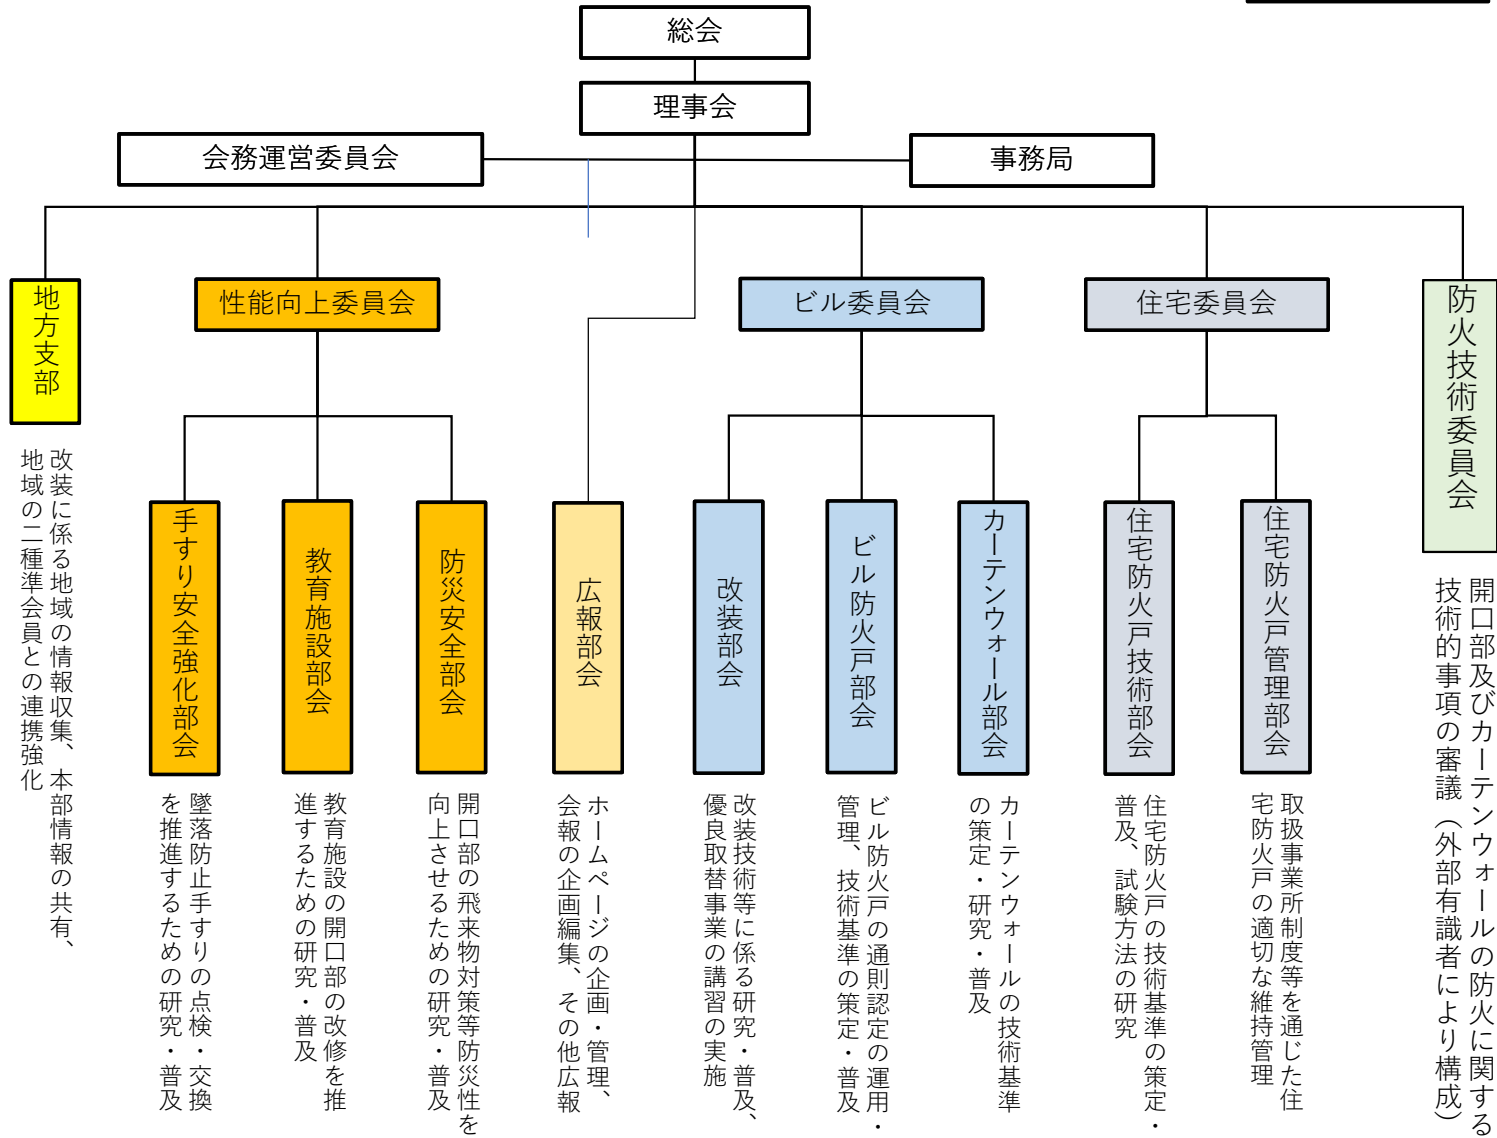 総会
理事会
会務運営委員会
事務局
地方支部
改装に係る地域の情報収集、本部情報の共有、
地域の二種準会員との連携強化
性能向上委員会
手すり安全強化部会
墜落防止手すりの点検・交換
を推進するための研究・普及
教育施設部会
教育施設の開口部の改修を推
進するための研究・普及
防災安全部会
開口部の飛来物対策等防災性を
向上させるための研究・普及
広報部会
ホームページの企画・管理、
会報の企画編集、その他広報
ビル委員会
改装部会
改装技術等に係る研究・普及、
優良取替事業の講習の実施
ビル防火戸部会
ビル防火戸の通則認定の運用・
管理、技術基準の策定・普及
カーテンウォール部会
カーテンウォールの技術基準
の策定・研究・普及
住宅委員会
住宅防火戸技術部会
住宅防火戸の技術基準の策定・
普及、試験方法の研究
住宅防火戸管理部会
取扱事業所制度等を通じた住
宅防火戸の適切な維持管理
防火技術委員会
開口部及びカーテンウォールの防火に関する
技術的事項の審議（外部有識者により構成）